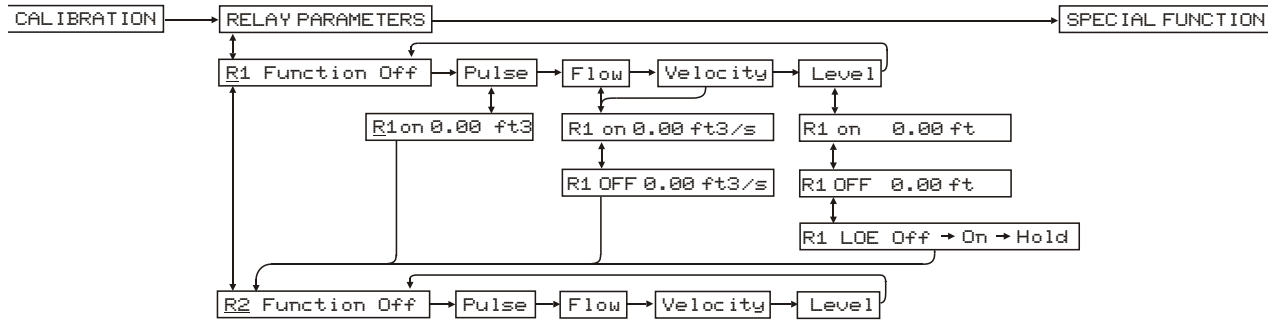 CALIBRATION RELAY PARAMETERS SPECIAL FUNCTION
R1 Function Off Pulse Flow Velocity Level
R1on 0.00 ft3 R1 on 0.00 ft3/s R1 on 0.00 ft
R1 OFF 0.00 ft3/s R1 OFF 0.00 ft
R1 LOE Off → On → Hold
R2 Function Off Pulse Flow Velocity Level